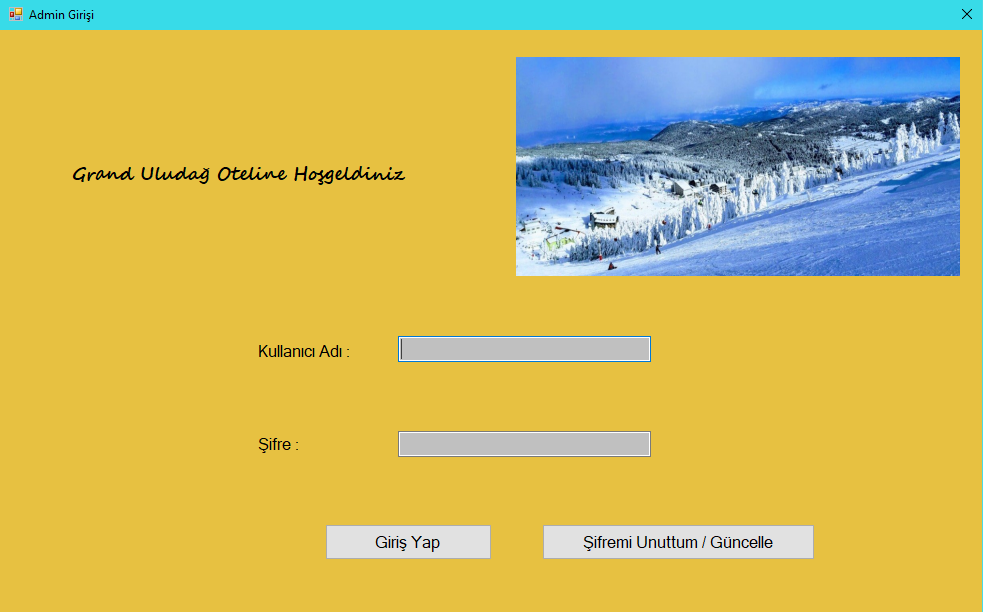 Admin Girişi
Grand Uludağ Oteline Hoşgeldiniz
Kullanıcı Adı :
Şifre :
Giriş Yap
Şifremi Unuttum / Güncelle